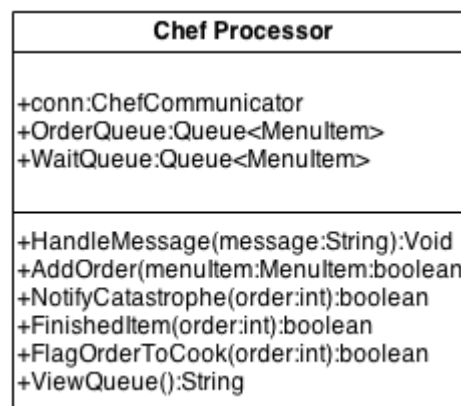 Chef Processor
+conn:ChefCommunicator
+OrderQueue:Queue<MenuItem>
+WaitQueue:Queue<MenuItem>
+HandleMessage(message:String):Void
+AddOrder(menuItem:MenuItem:boolean
+NotifyCatastrophe(order:int):boolean
+FinishedItem(order:int):boolean
+FlagOrderToCook(order:int):boolean
+ViewQueue():String